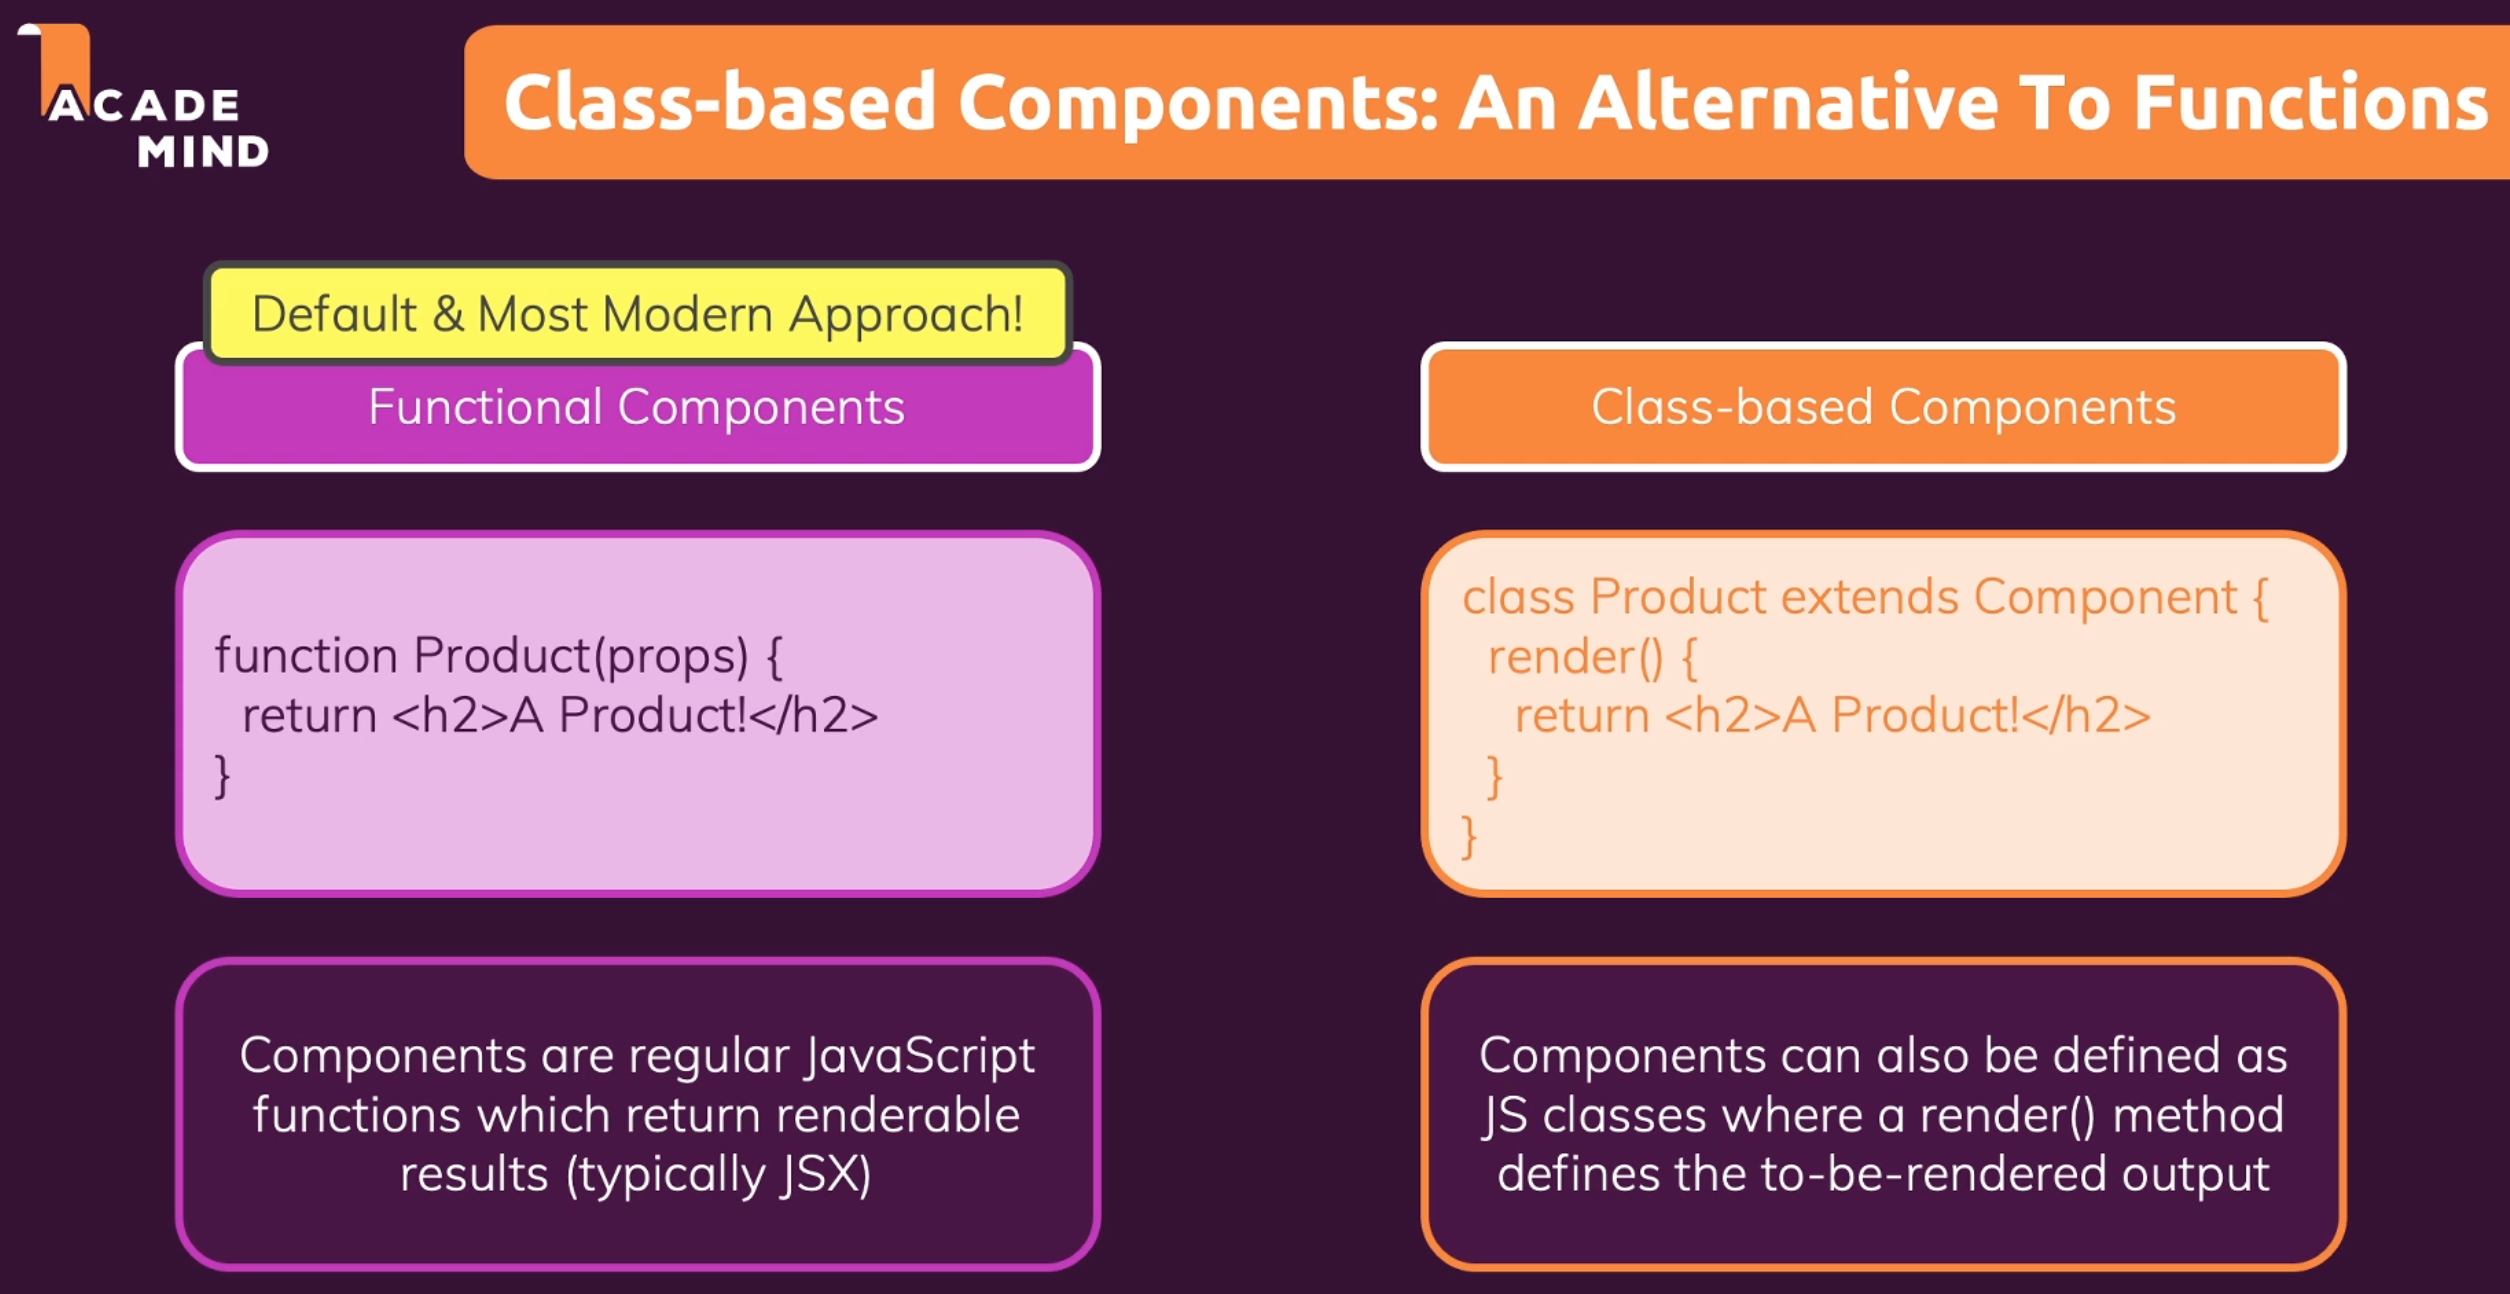 ACADE
MIND
Class-based Components: An Alternative To Functions
Default & Most Modern Approach!
Functional Components
function Product(props) {
  return <h2>A Product!</h2>
}
Components are regular JavaScript
functions which return renderable
results (typically JSX)
Class-based Components
class Product extends Component {
  render() {
    return <h2>A Product!</h2>
  }
}
Components can also be defined as
JS classes where a render() method
defines the to-be-rendered output